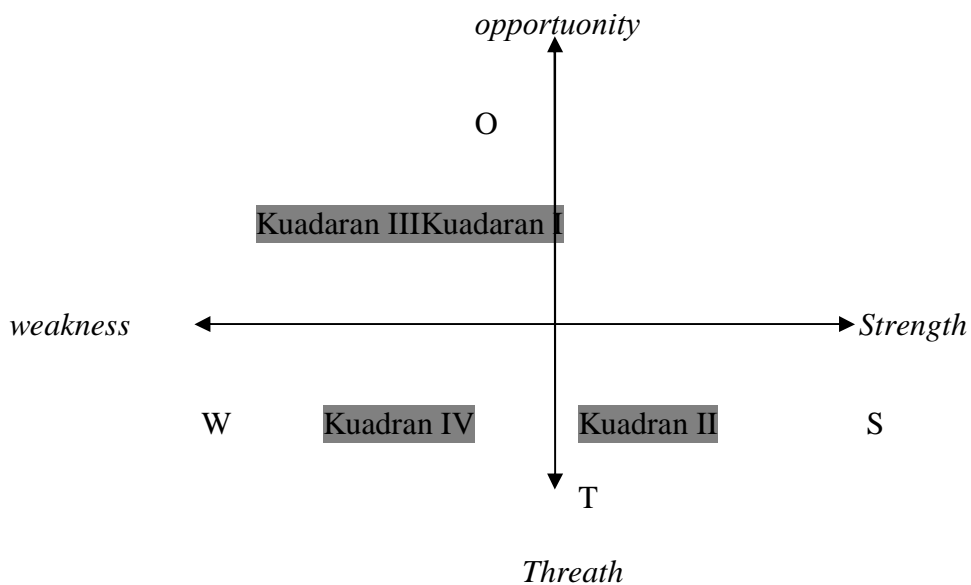 opportuonity
O
Kuadaran IIIKuadaran I
weakness Strength
W Kuadran IV Kuadran II S
T
Threath